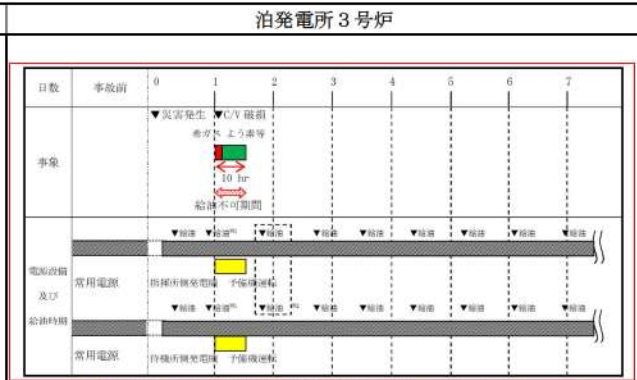 泊発電所3号炉
日数 事故前 0 1 2 3 4 5 6 7
▼災害発生 ▼C/V 破損
希ガス よう素等
事象
10 hr
給油不可期間
▼給油 ▼給油※1 ▼給油 ▼給油 ▼給油 ▼給油 ▼給油 ▼給油
電源設備
及び
給油時期
常用電源 指揮所側発電機 予備機運転
▼給油 ▼給油※1 ▼給油 ※2 ▼給油 ▼給油 ▼給油 ▼給油 ▼給油
常用電源 待機所側発電機 予備機運転